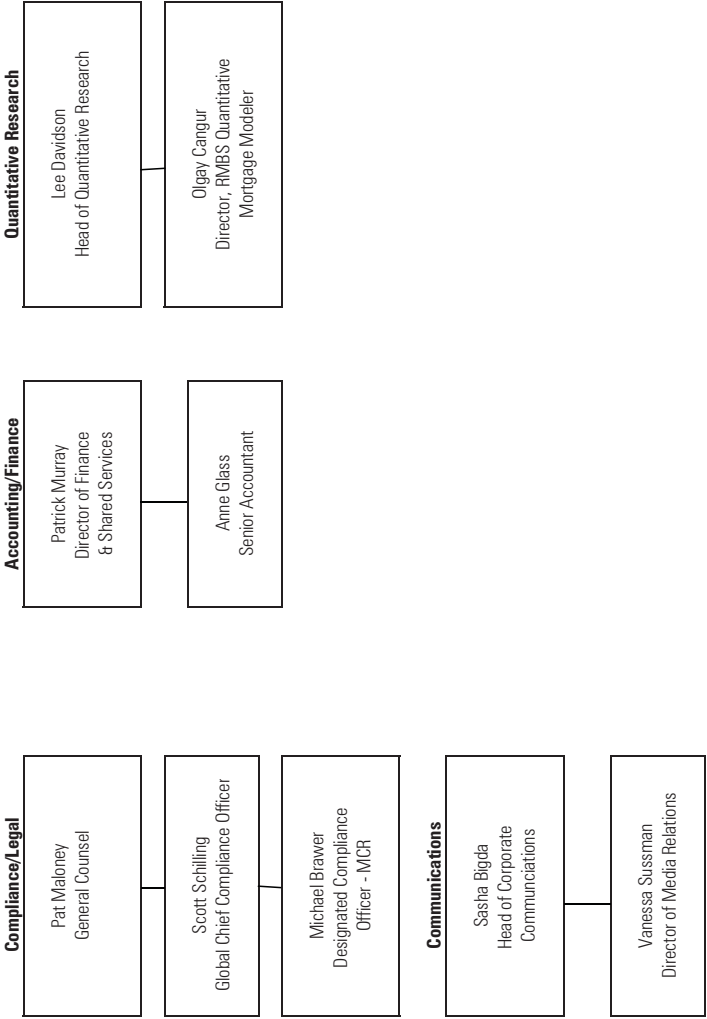 Compliance/Legal
Pat Maloney
General Counsel
Scott Schilling
Global Chief Compliance Officer
Michael Brawer
Designated Compliance
Officer - MCR
Communications
Sasha Bigda
Head of Corporate
Communciations
Vanessa Sussman
Director of Media Relations
Accounting/Finance
Patrick Murray
Director of Finance
& Shared Services
Anne Glass
Senior Accountant
Quantitative Research
Lee Davidson
Head of Quantitative Research
Olgay Cangur
Director, RMBS Quantitative
Mortgage Modeler